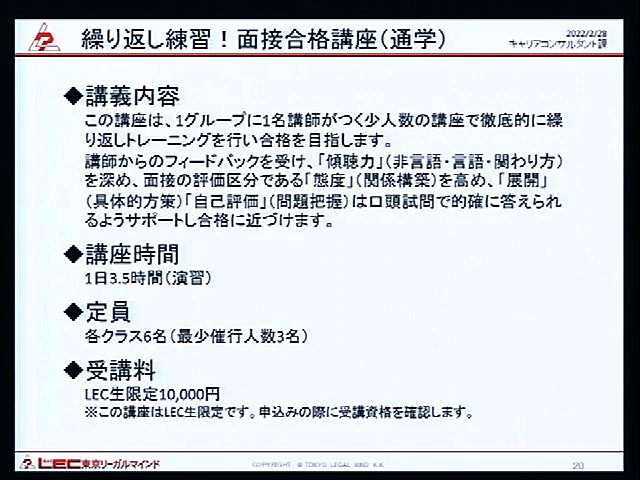 繰り返し練習！面接合格講座（通学）
2022/2/28
キャリアコンサルタント課
◆講義内容
この講座は、1グループに1名講師がつく少人数の講座で徹底的に繰
り返しトレーニングを行い合格を目指します。
講師からのフィードバックを受け、「傾聴力」（非言語・言語・関わり方）
を深め、面接の評価区分である「態度」（関係構築）を高め、「展開」
（具体的方策）「自己評価」（問題把握）は口頭試問で的確に答えられ
るようサポートし合格に近づけます。
◆講座時間
1日3.5時間（演習）
◆定員
各クラス6名（最少催行人数3名）
◆受講料
LEC生限定10,000円
※この講座はLEC生限定です。申込みの際に受講資格を確認します。
LEC東京リーガルマインド
COPYRIGHT © TOKYO LEGAL MIND K.K
20